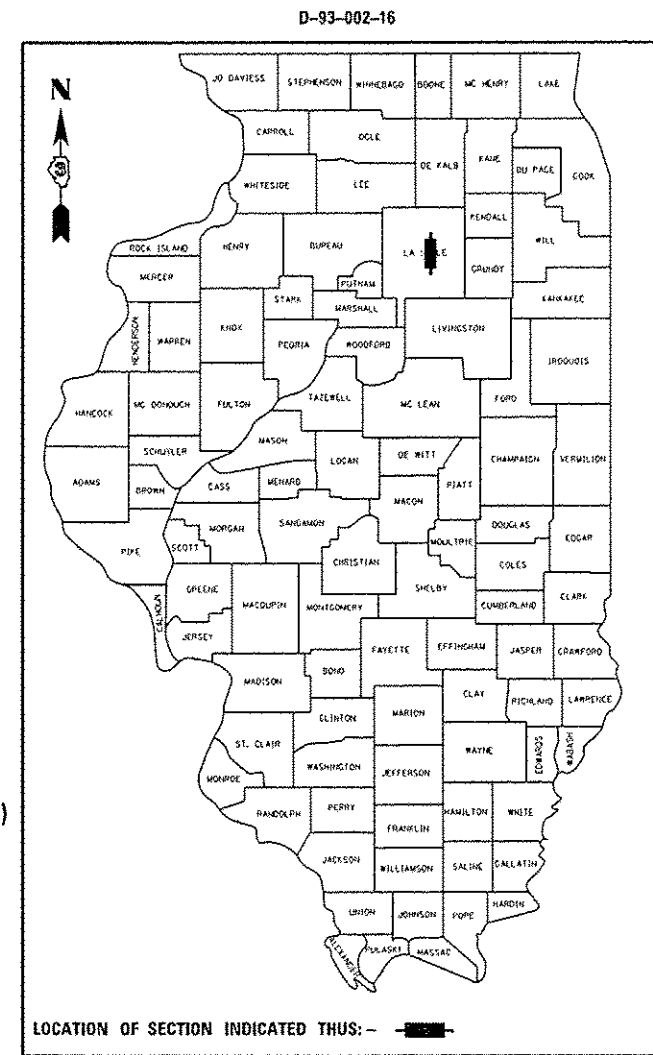 D-93-002-16
N
JO DAVIESS STEPHENSON WINNEBAGO BOONE MC HENRY LAKE
CARROLL OGLE
DE KALB KANE DU PAGE COOK
WHITESIDE LEE
KENDALL
ROCK ISLAND HENRY BUREAU LA LE WILL
MERCER PUTNAM GRUNDY
STARK MARSHALL KANKAKEE
HENDERSON WARREN KNOX PEORIA WOODFORD LIVINGSTON IROQUOIS
HANCOCK MC DONOUGH FULTON TAZEWELL MC LEAN FORD
MASON
SCHUYLER LOGAN DE WITT CHAMPAIGN VERMILION
ADAMS BROWN CASS MENARD PIATT
MACON
MORGAN SANGAMON DOUGLAS EDGAR
PIKE SCOTT CHRISTIAN MOULTRIE COLES
GREENE SHELBY CLARK
CALHOUN MACOUPIN MONTGOMERY CUMBERLAND
JERSEY FAYETTE EFFINGHAM JASPER CRAWFORD
MADISON BOND CLAY
RICHLAND LAWRENCE
CLINTON MARION
ST. CLAIR WAYNE EDWARDS WABASH
WASHINGTON JEFFERSON
MONROE
RANDOLPH PERRY HAMILTON WHITE
)
FRANKLIN
JACKSON WILLIAMSON SALINE GALLATIN
HARDIN
UNION JOHNSON POPE
ALEXANDER PULASKI MASSAC
LOCATION OF SECTION INDICATED THUS: -